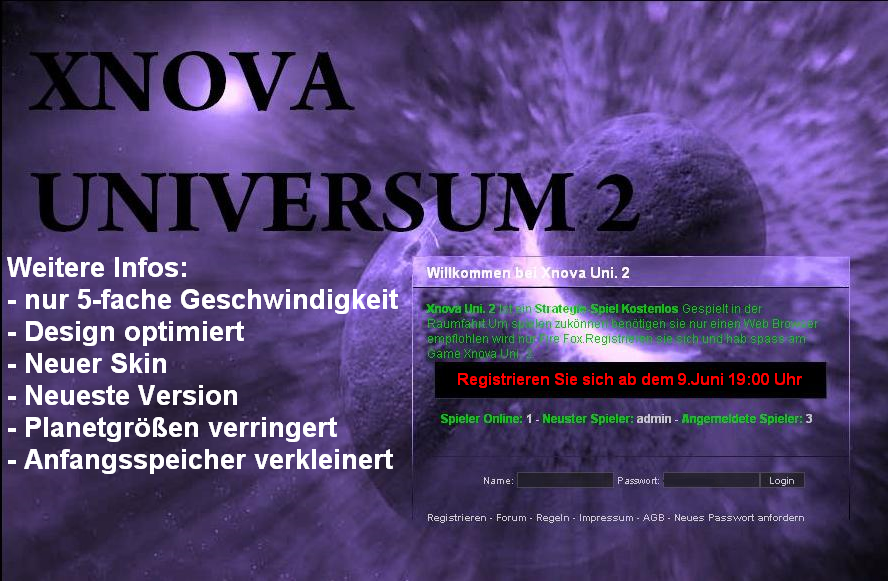 XNOVA
UNIVERSUM 2
Weitere Infos:
- nur 5-fache Geschwindigkeit
- Design optimiert
- Neuer Skin
- Neueste Version
- Planetgrößen verringert
- Anfangsspeicher verkleinert
Willkommen bei Xnova Uni. 2
Xnova Uni. 2 ist ein Strategie-Spiel Kostenlos Gespielt in der
Raumfahrt.Um spielen zukönnen benötigen sie nur einen Web Browser
empflohlen wird nur Fire Fox.Registrieren sie sich und hab spass am
Game Xnova Uni. 2.
Registrieren Sie sich ab dem 9.Juni 19:00 Uhr
Spieler Online: 1 - Neuster Spieler: admin - Angemeldete Spieler: 3
Name: Passwort: Login
Registrieren - Forum - Regeln - Impressum - AGB - Neues Passwort anfordern